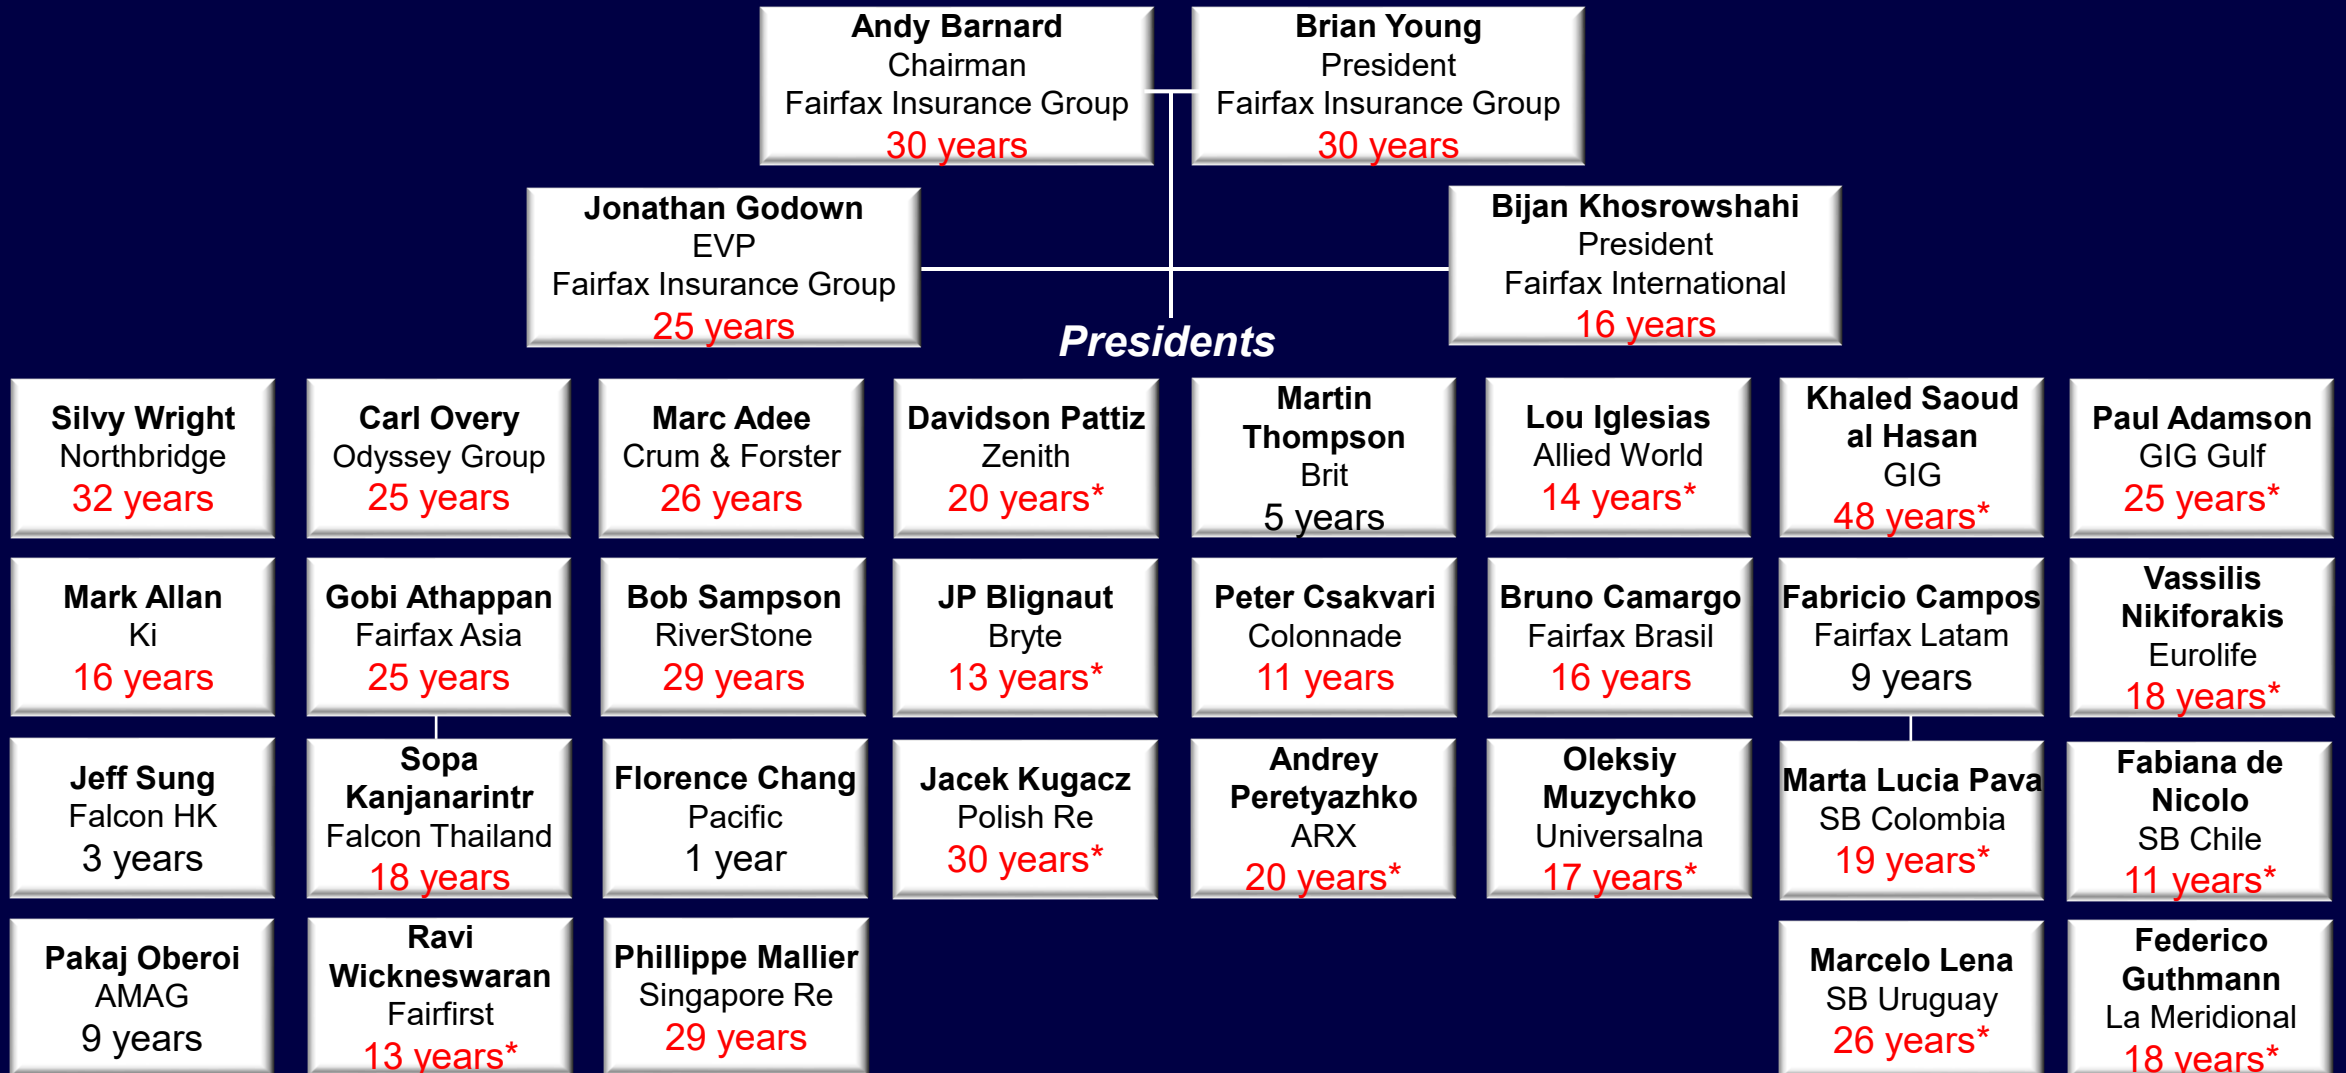 Andy Barnard
Chairman
Fairfax Insurance Group
30 years
Brian Young
President
Fairfax Insurance Group
30 years
Jonathan Godown
EVP
Fairfax Insurance Group
25 years
Bijan Khosrowshahi
President
Fairfax International
16 years
Presidents
Silvy Wright
Northbridge
32 years
Carl Overy
Odyssey Group
25 years
Marc Adee
Crum & Forster
26 years
Davidson Pattiz
Zenith
20 years*
Martin
Thompson
Brit
5 years
Lou Iglesias
Allied World
14 years*
Khaled Saoud
al Hasan
GIG
48 years*
Paul Adamson
GIG Gulf
25 years*
Mark Allan
Ki
16 years
Gobi Athappan
Fairfax Asia
25 years
Bob Sampson
RiverStone
29 years
JP Blignaut
Bryte
13 years*
Peter Csakvari
Colonnade
11 years
Bruno Camargo
Fairfax Brasil
16 years
Fabricio Campos
Fairfax Latam
9 years
Vassilis
Nikiforakis
Eurolife
18 years*
Jeff Sung
Falcon HK
3 years
Sopa
Kanjanarintr
Falcon Thailand
18 years
Florence Chang
Pacific
1 year
Jacek Kugacz
Polish Re
30 years*
Andrey
Peretyazhko
ARX
20 years*
Oleksiy
Muzychko
Universalna
17 years*
Marta Lucia Pava
SB Colombia
19 years*
Fabiana de
Nicolo
SB Chile
11 years*
Pakaj Oberoi
AMAG
9 years
Ravi
Wickneswaran
Fairfirst
13 years*
Phillippe Mallier
Singapore Re
29 years
Marcelo Lena
SB Uruguay
26 years*
Federico
Guthmann
La Meridional
18 years*